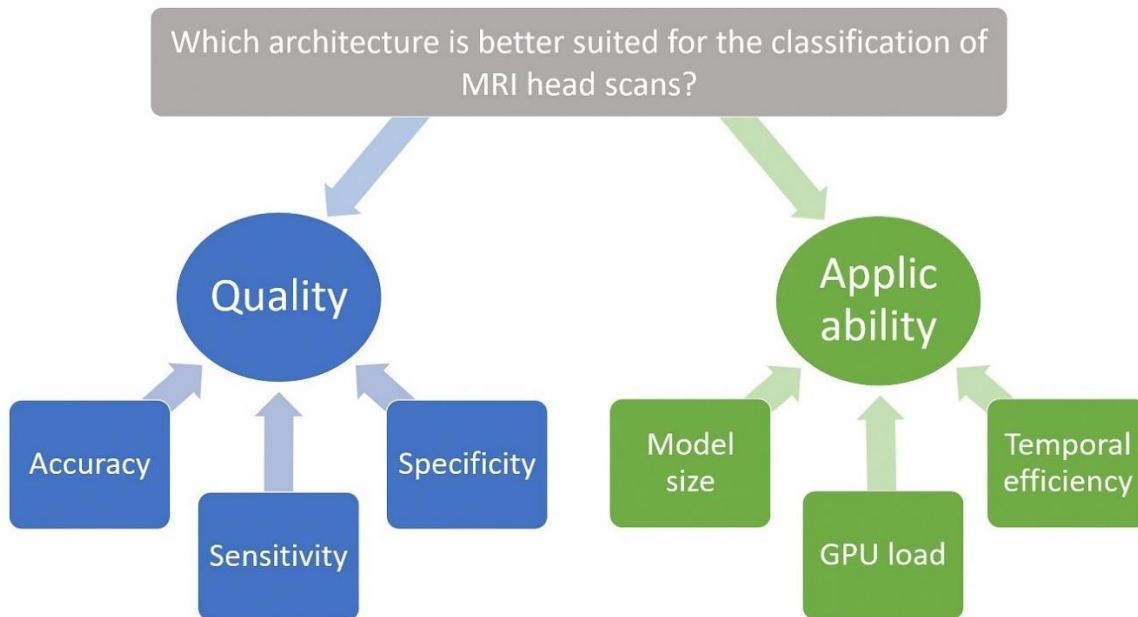 Which architecture is better suited for the classification of
MRI head scans?
Quality
Applic
ability
Accuracy
Sensitivity
Specificity
Model
size
GPU load
Temporal
efficiency